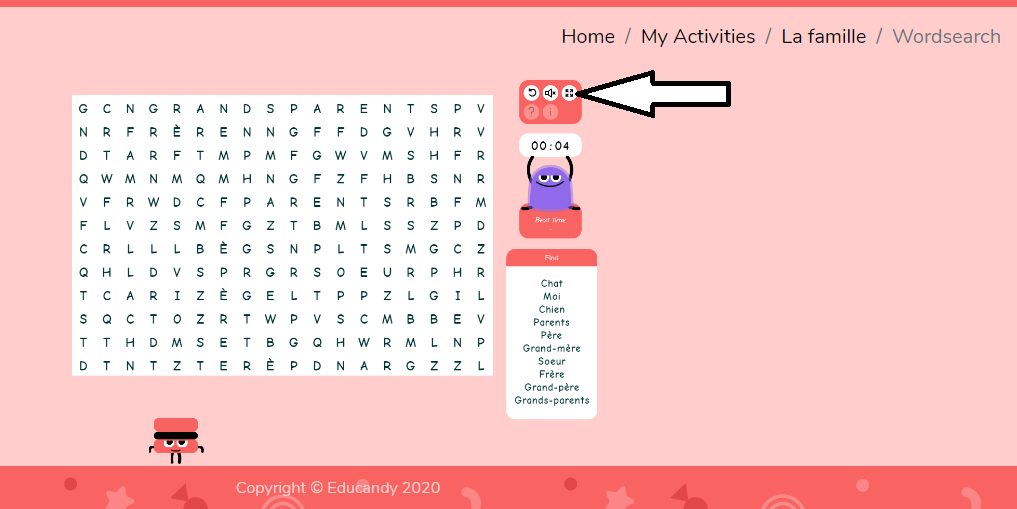 Home / My Activities / La famille / Wordsearch
G C N G R A N D S P A R E N T S P V
N R F R È R E N N G F F D G V H R V
D T A R F T M P M F G W V M S H F R
Q W M N M Q M H N G F Z F H B S N R
V F R W D C F P A R E N T S R B F M
F L V Z S M F G Z T B M L S S Z P D
C R L L L B È G S N P L T S M G C Z
Q H L D V S P R G R S O E U R P H R
T C A R I Z È G E L T P P Z L G I L
S Q C T O Z R T W P V S C M B B E V
T T H D M S E T B G Q H W R M L N P
D T N T Z T E R È P D N A R G Z Z L
? i
00:04
Best time
-
Find
Chat
Moi
Chien
Parents
Père
Grand-mère
Soeur
Frère
Grand-père
Grands-parents
Copyright © Educandy 2020